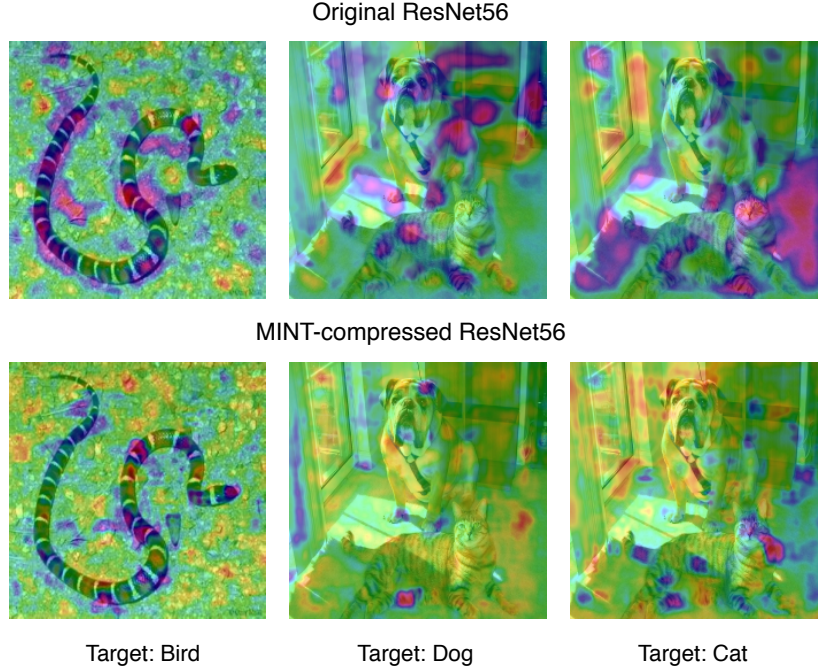 Original ResNet56
MINT-compressed ResNet56
Target: Bird
Target: Dog
Target: Cat